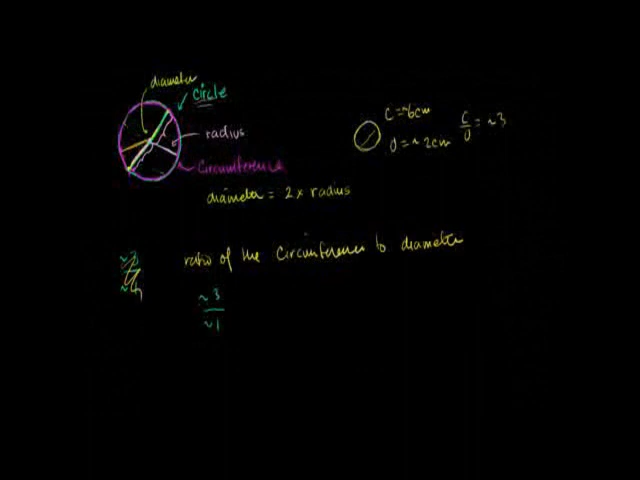 diameter
circle
radius
circumference
diameter = 2 x radius
C = ~6cm
D = ~2cm
C/D = ~3
ratio of the circumference to diameter
~3
~1